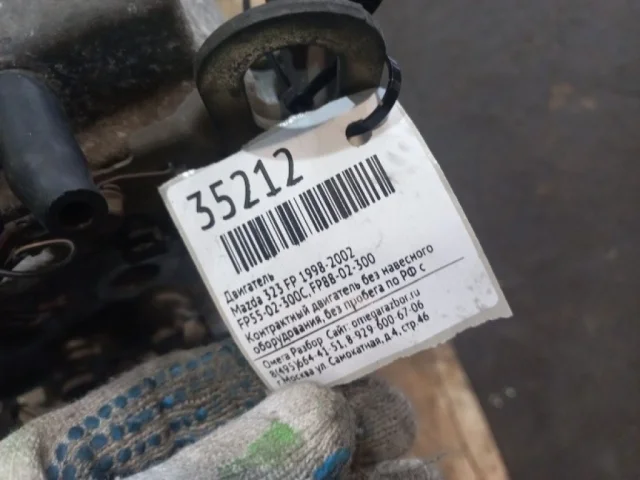 35212
Двигатель
Mazda 323 FP 1998-2002
FP55-02-300C, FP8B-02-300
Контрактный двигатель без навесного
оборудования, без пробега по РФ с
Омега Разбор Сайт: omegarazbor.ru
8(495)664-41-51, 8 929 600 67-06
г.Москва ул. Самокатная, д.4, стр.46